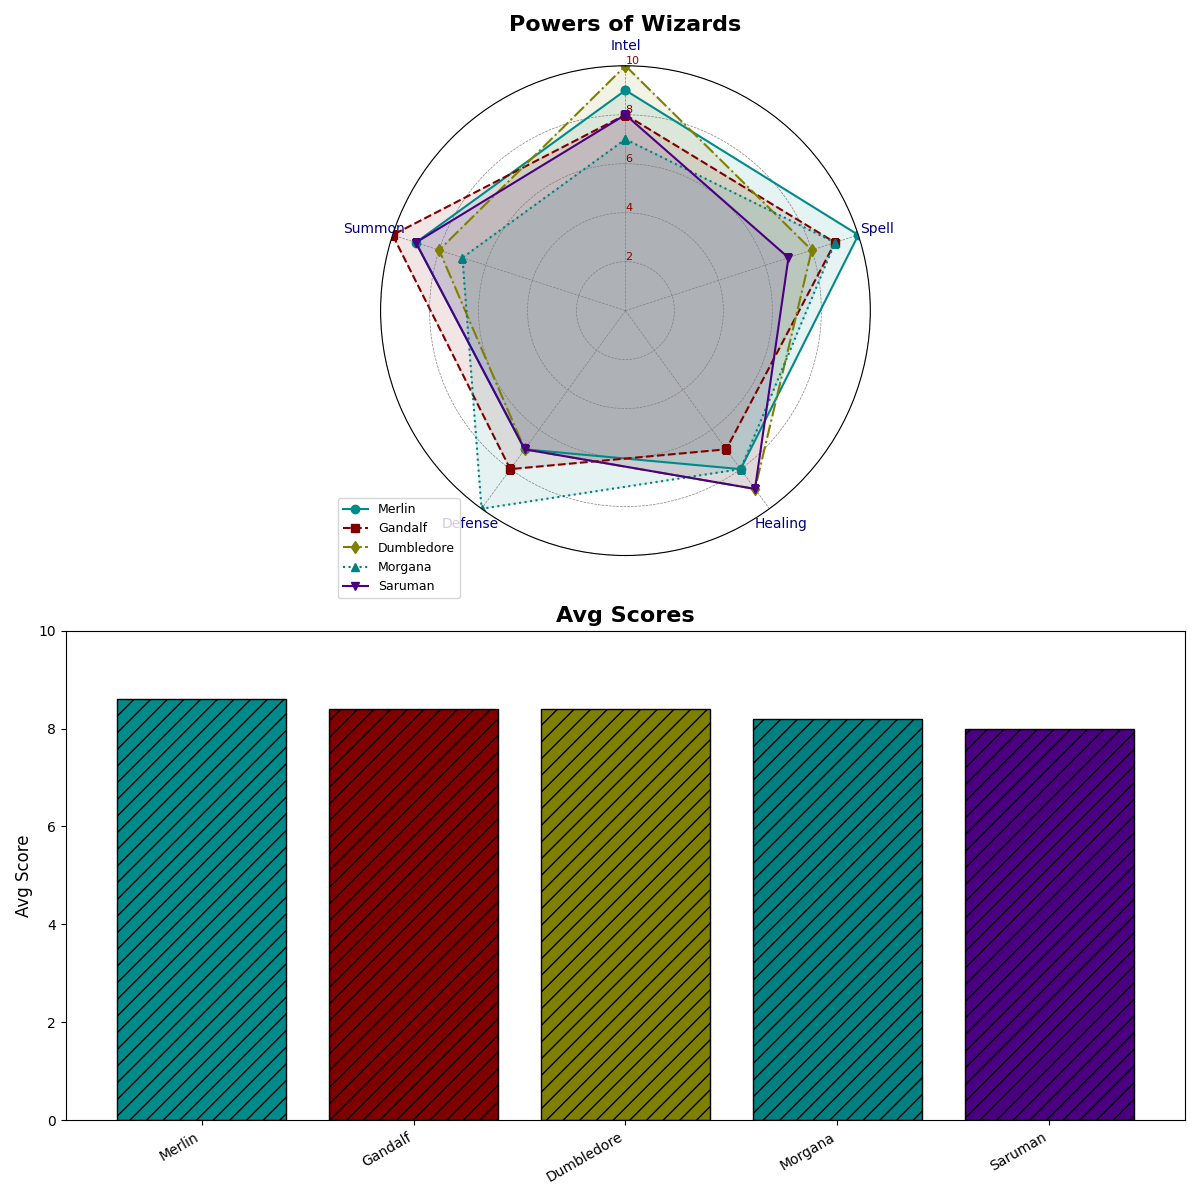 Powers of Wizards
Intel
10
8
6
4
2
Summon
Spell
Defense
Healing
Merlin
Gandalf
Dumbledore
Morgana
Saruman
Avg Scores
10
8
6
4
2
0
Avg Score
Merlin
Gandalf
Dumbledore
Morgana
Saruman